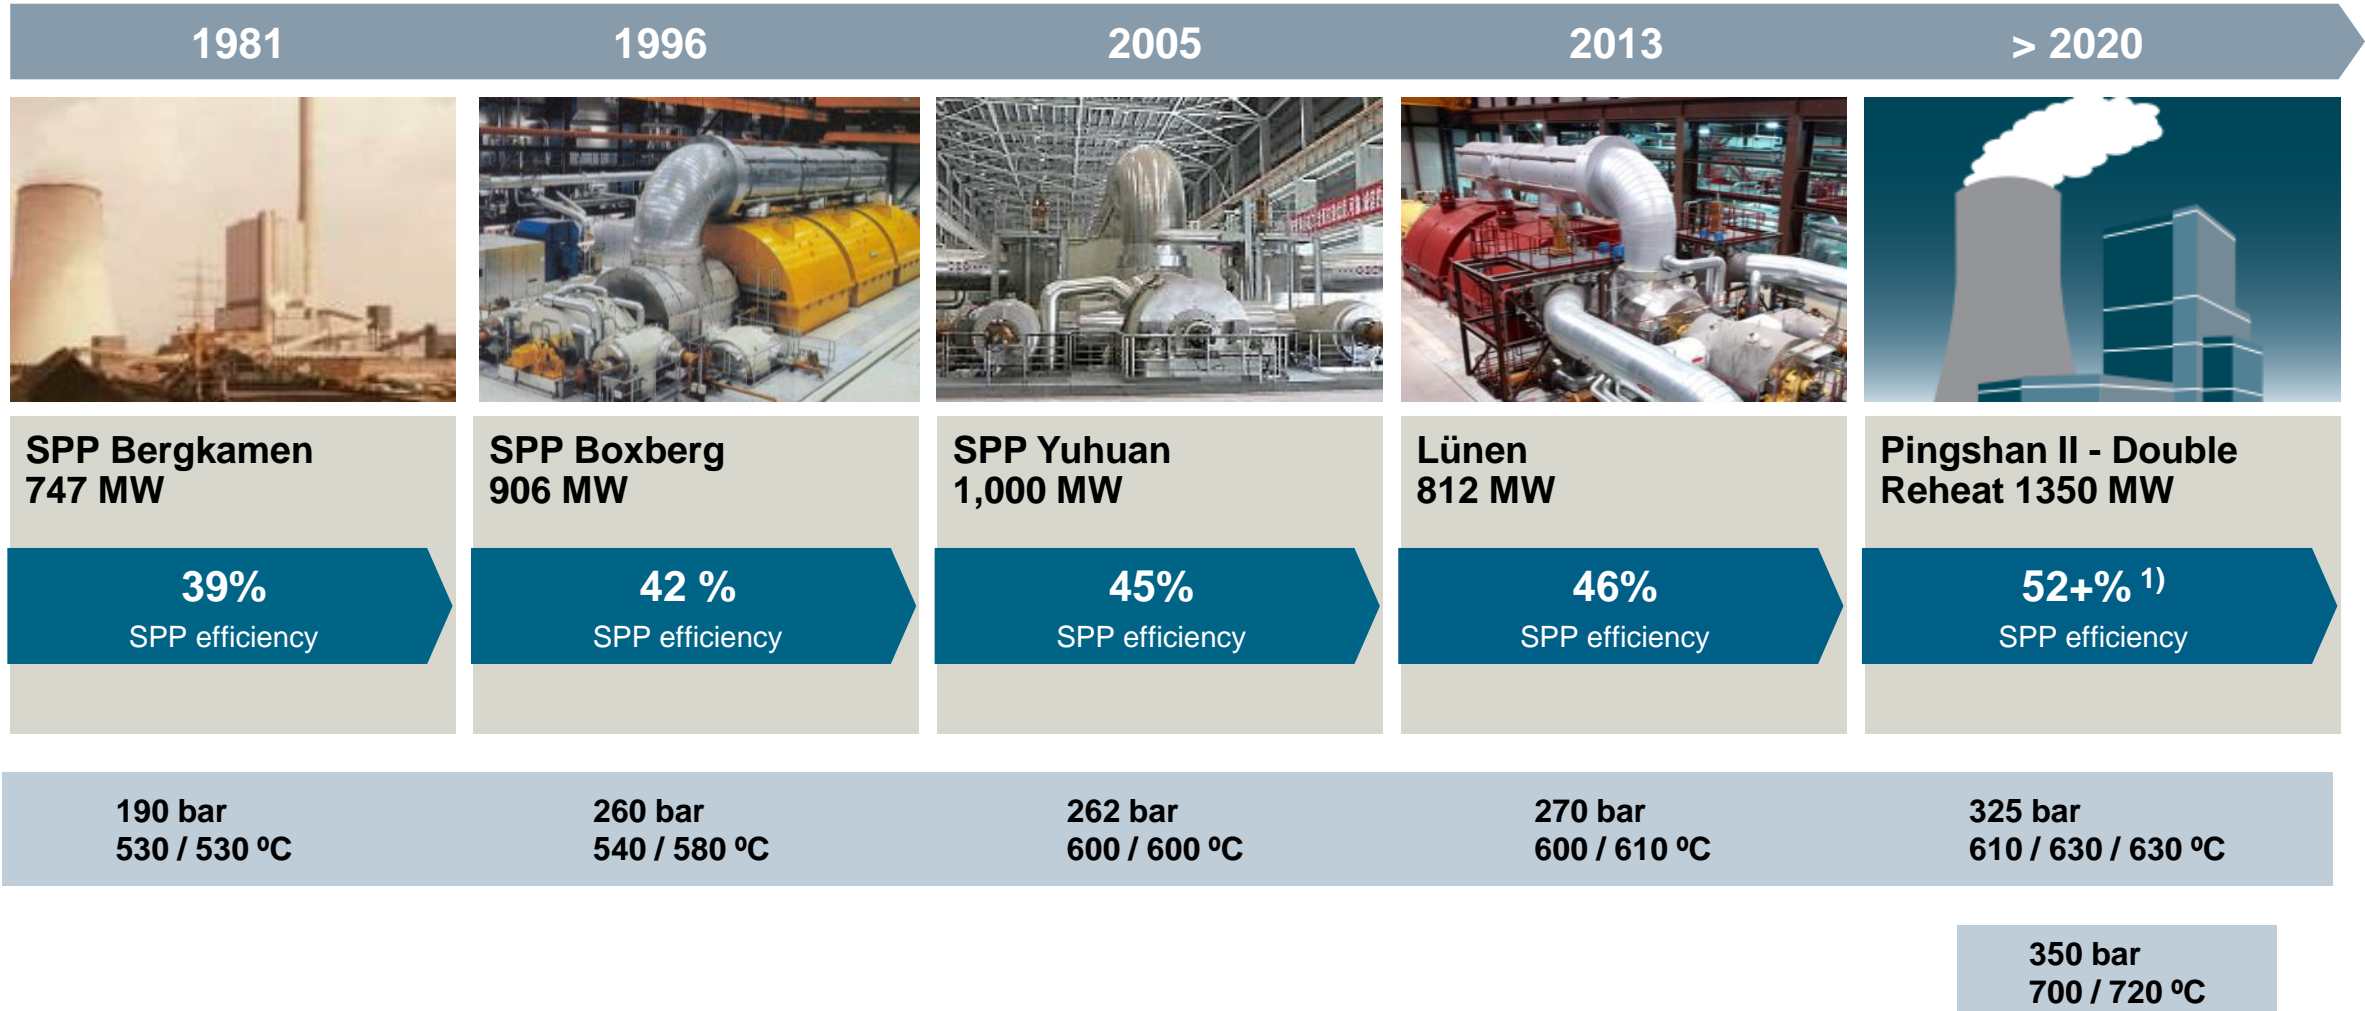 1981
1996
2005
2013
> 2020
SPP Bergkamen
747 MW
39%
SPP efficiency
SPP Boxberg
906 MW
42 %
SPP efficiency
SPP Yuhuan
1,000 MW
45%
SPP efficiency
Lünen
812 MW
46%
SPP efficiency
Pingshan II - Double
Reheat 1350 MW
52+% 1)
SPP efficiency
190 bar
530 / 530 ºC
260 bar
540 / 580 ºC
262 bar
600 / 600 ºC
270 bar
600 / 610 ºC
325 bar
610 / 630 / 630 ºC
350 bar
700 / 720 ºC